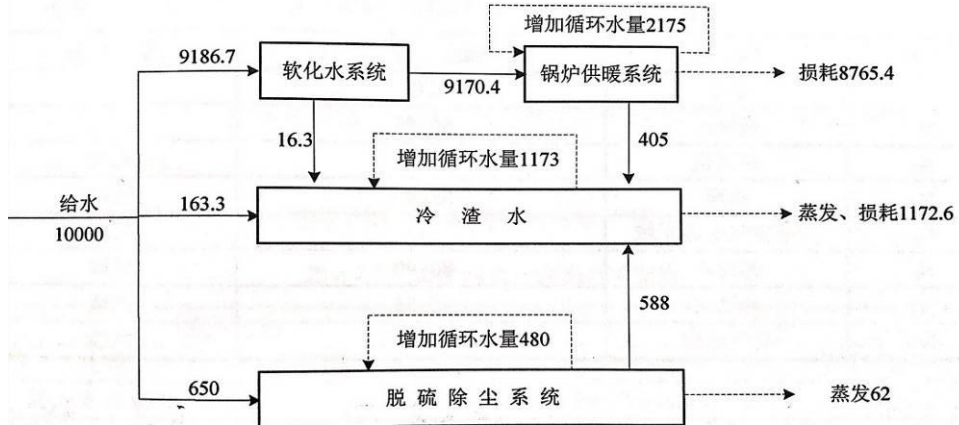 增加循环水量2175
9186.7
软化水系统
9170.4
锅炉供暖系统
损耗8765.4
16.3
增加循环水量1173
405
给水
10000
163.3
冷渣水
蒸发、损耗1172.6
588
增加循环水量480
650
脱硫除尘系统
蒸发62